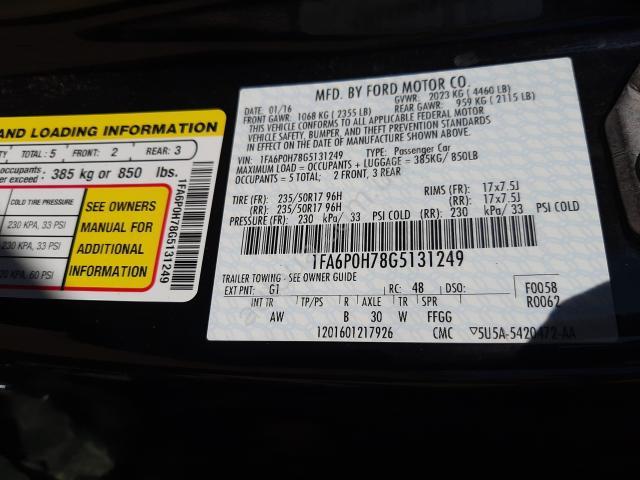 AND LOADING INFORMATION
TOTAL: 5 FRONT: 2 REAR: 3
occupants
exceed: 385 kg or 850 lbs.
COLD TIRE PRESSURE
230 KPA, 33 PSI
230 KPA, 33 PSI
KPA, 60 PSI
SEE OWNERS
MANUAL FOR
ADDITIONAL
INFORMATION
1FA6P0H78G5131249
MFD. BY FORD MOTOR CO.
DATE: 01/16 GVWR: 2023 KG ( 4460 LB)
FRONT GAWR: 1068 KG ( 2355 LB) REAR GAWR: 959 KG ( 2115 LB)
THIS VEHICLE CONFORMS TO ALL APPLICABLE FEDERAL MOTOR
VEHICLE SAFETY, BUMPER, AND THEFT PREVENTION STANDARDS IN
EFFECT ON THE DATE OF MANUFACTURE SHOWN ABOVE.
VIN: 1FA6P0H78G5131249 TYPE: Passenger Car
MAXIMUM LOAD = OCCUPANTS + LUGGAGE = 385KG/ 850LB
OCCUPANTS = 5 TOTAL: 2 FRONT, 3 REAR
TIRE (FR): 235/50R17 96H RIMS (FR): 17x7.5J
(RR): 235/50R17 96H (RR): 17x7.5J
PRESSURE (FR): 230 kPa/ 33 PSI COLD (RR): 230 kPa/ 33 PSI COLD
1FA6P0H78G5131249
TRAILER TOWING - SEE OWNER GUIDE
EXT PNT: G1 RC: 48 DSO: F0058
INT TR TP/PS R AXLE TR SPR R0062
AW B 30 W FFGG
1201601217926 CMC ▽5U5A-5420472-AA